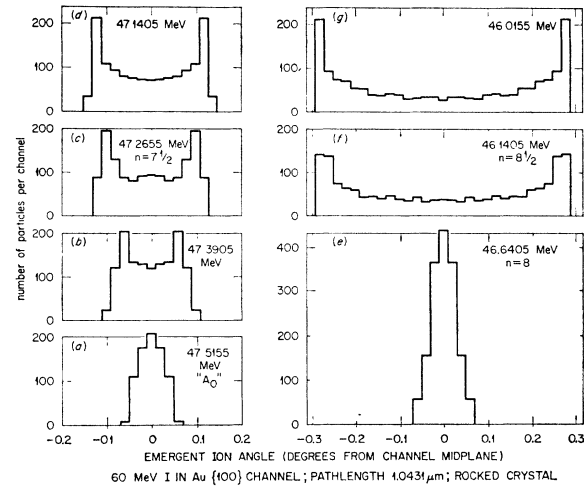 (d)
47.1405 MeV
200
100
0
(c)
47 2655 MeV
n=7 1/2
200
100
0
(b)
47 3905
MeV
200
100
0
(a)
47 5155
MeV
"A₀"
200
100
0
-0.2 -0.1 0 0.1 0.2
number of particles per channel
(g)
46 0155 MeV
200
100
0
(f)
46.1405 MeV
n=8 1/2
200
100
0
(e)
46.6405 MeV
n=8
400
300
200
100
0
-0.3 -0.2 -0.1 0 0.1 0.2 0.3
EMERGENT ION ANGLE (DEGREES FROM CHANNEL MIDPLANE)
60 MeV I IN Au {100} CHANNEL; PATHLENGTH 1.0431 μm; ROCKED CRYSTAL